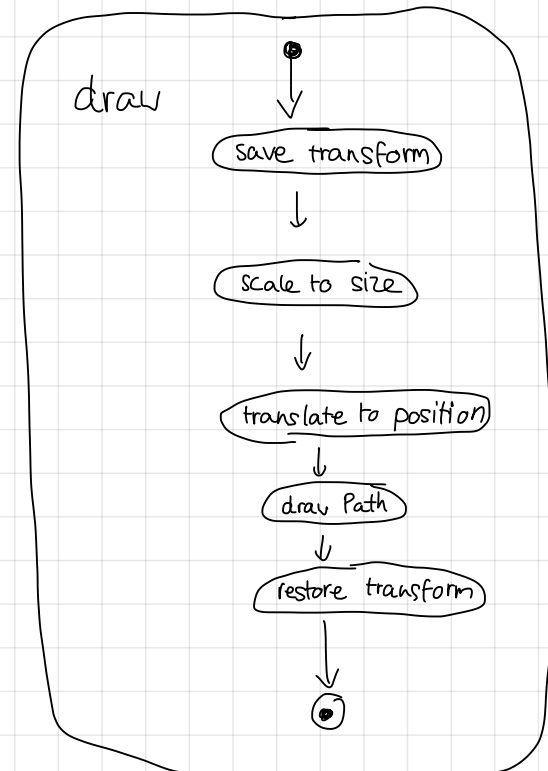 draw
save transform
scale to size
translate to position
draw Path
restore transform